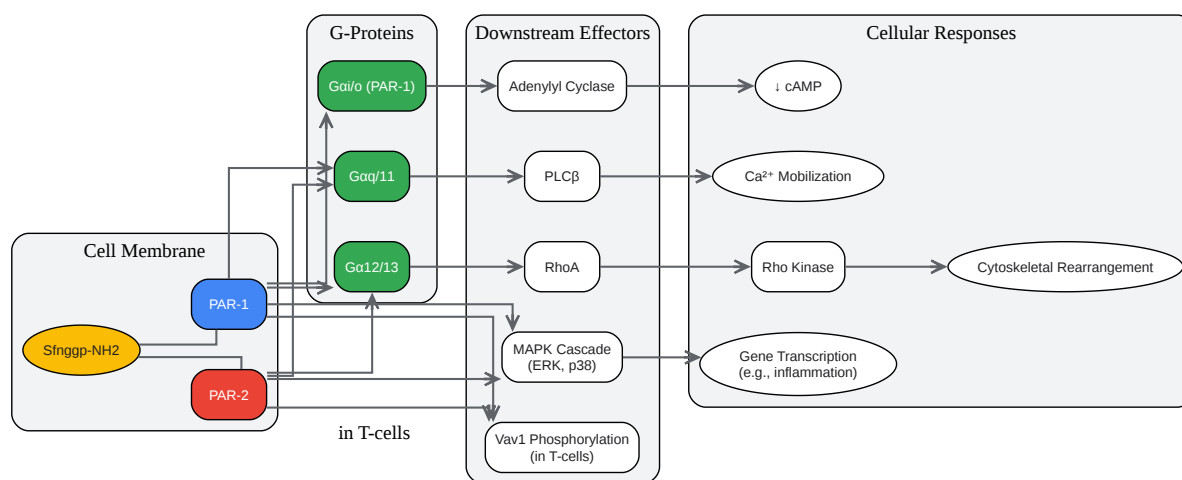 G-Proteins
Downstream Effectors
Cellular Responses
Gαi/o (PAR-1)
Adenylyl Cyclase
↓ cAMP
Gαq/11
PLCβ
Ca²⁺ Mobilization
Cell Membrane
Gα12/13
RhoA
Rho Kinase
Cytoskeletal Rearrangement
PAR-1
Sfnggp-NH2
MAPK Cascade
(ERK, p38)
Gene Transcription
(e.g., inflammation)
PAR-2
in T-cells
Vav1 Phosphorylation
(in T-cells)